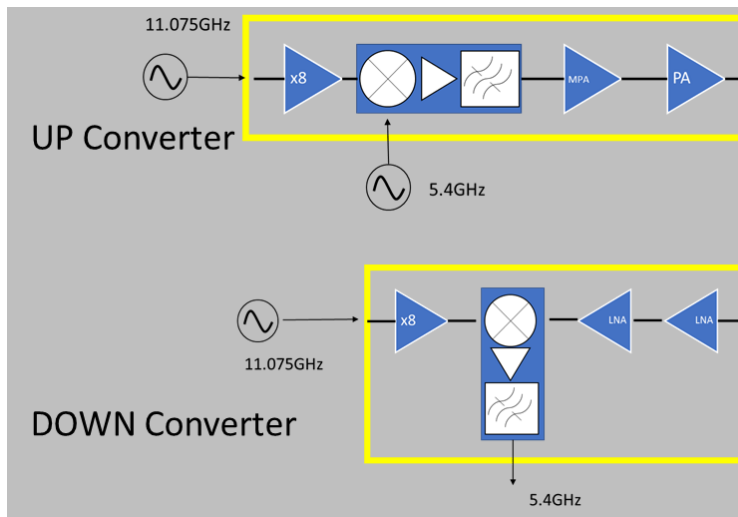 11.075GHz
x8
MPA
PA
UP Converter
5.4GHz
x8
LNA
LNA
11.075GHz
DOWN Converter
5.4GHz